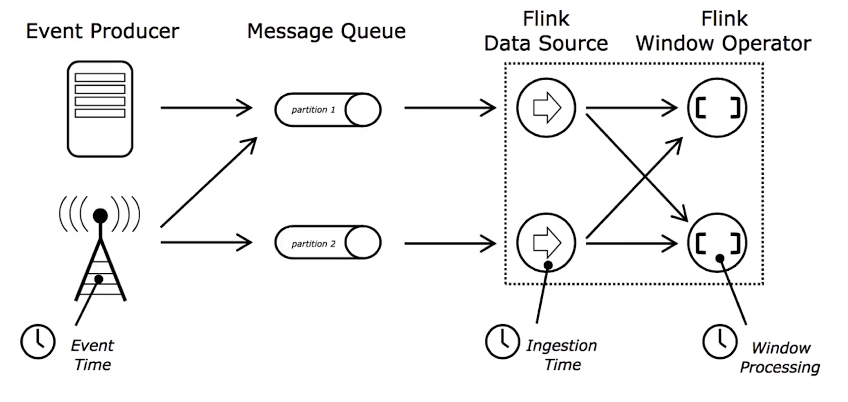 Event Producer
Message Queue
Flink
Data Source
Flink
Window Operator
partition 1
partition 2
Event
Time
Ingestion
Time
Window
Processing